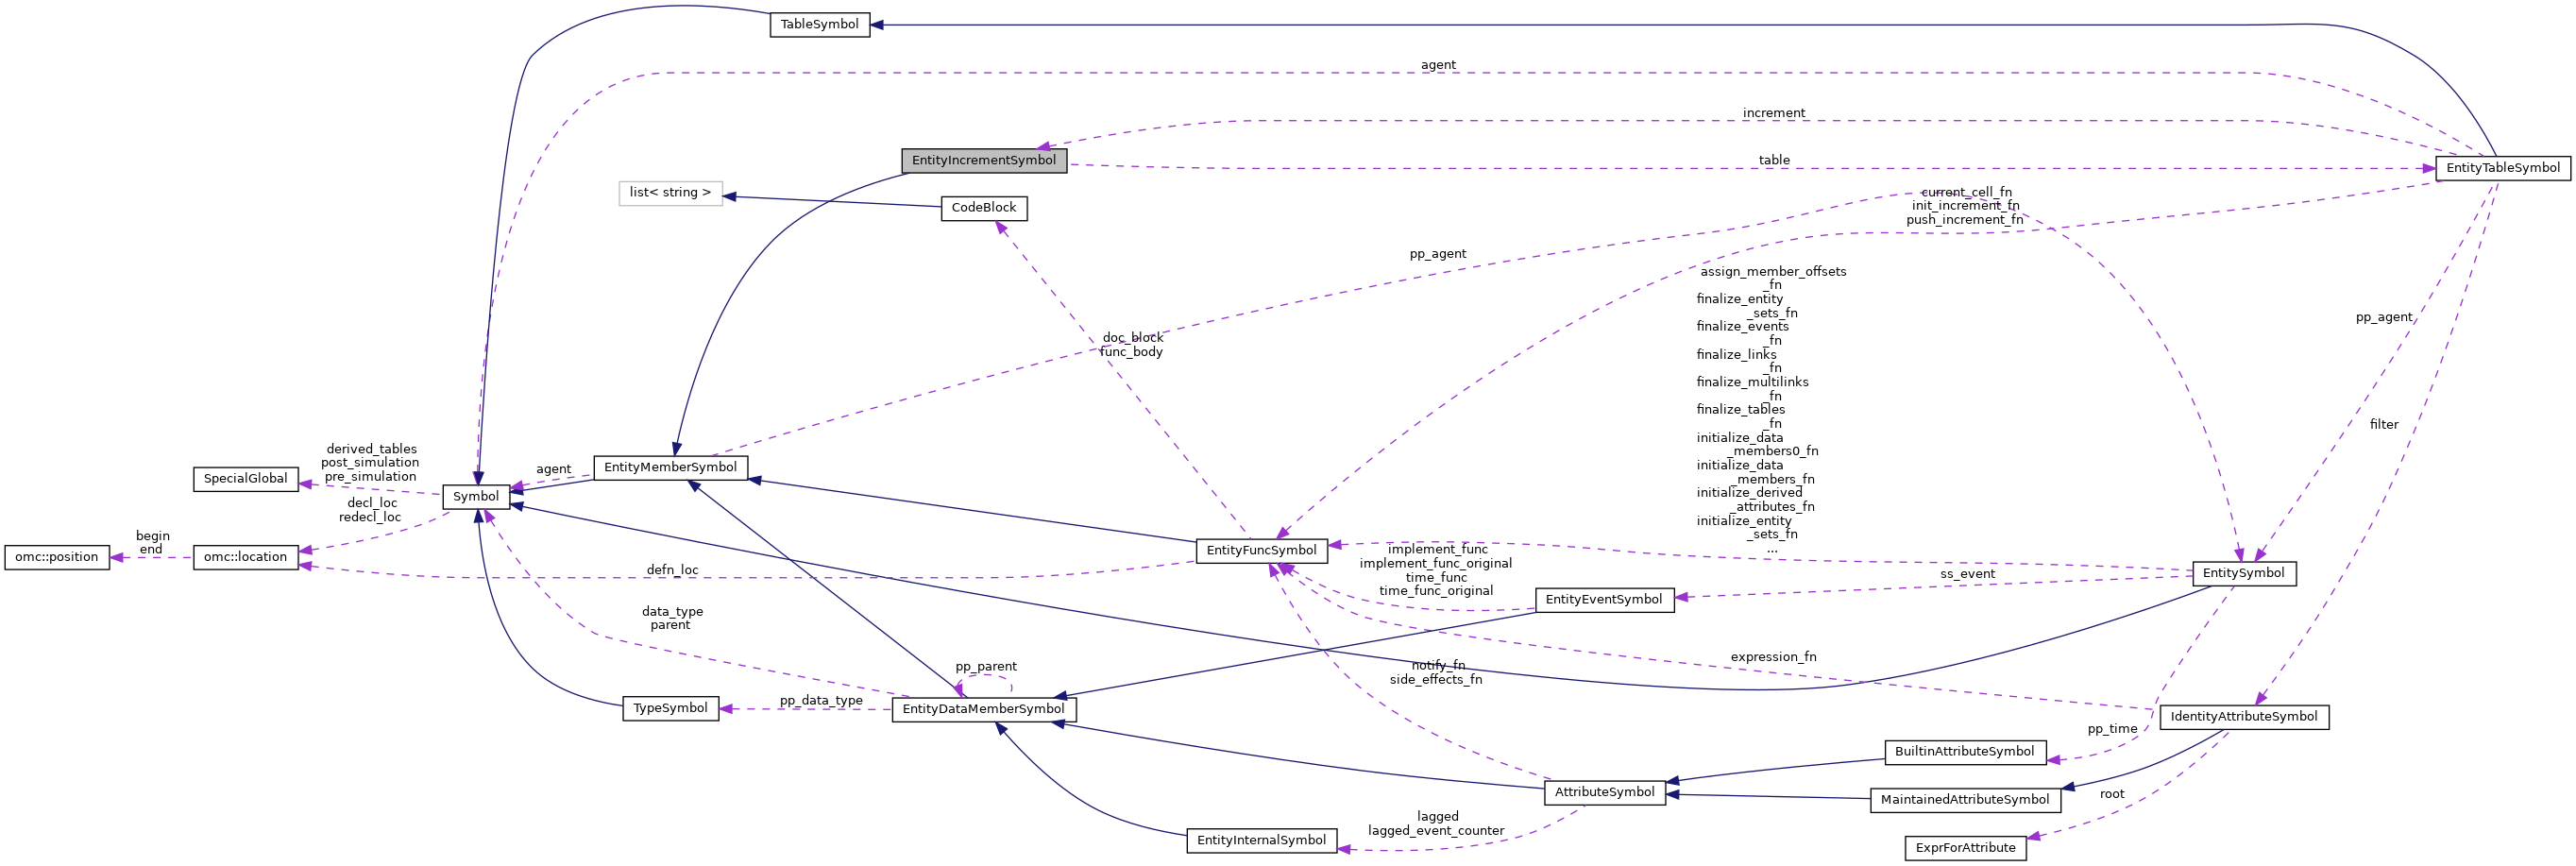 TableSymbol
agent
increment
EntityIncrementSymbol
table
EntityTableSymbol
list< string >
CodeBlock
current_cell_fn
init_increment_fn
push_increment_fn
pp_agent
assign_member_offsets
_fn
finalize_entity
_sets_fn
finalize_events
_fn
finalize_links
_fn
finalize_multilinks
_fn
finalize_tables
_fn
initialize_data
_members0_fn
initialize_data
_members_fn
initialize_derived
_attributes_fn
initialize_entity
_sets_fn
...
doc_block
func_body
pp_agent
filter
derived_tables
post_simulation
pre_simulation
SpecialGlobal
agent
EntityMemberSymbol
Symbol
decl_loc
redecl_loc
begin
end
omc::position
omc::location
defn_loc
EntityFuncSymbol
implement_func
implement_func_original
time_func
time_func_original
ss_event
EntitySymbol
EntityEventSymbol
data_type
parent
pp_parent
notify_fn
side_effects_fn
expression_fn
TypeSymbol
pp_data_type
EntityDataMemberSymbol
IdentityAttributeSymbol
pp_time
BuiltinAttributeSymbol
AttributeSymbol
MaintainedAttributeSymbol
root
lagged
lagged_event_counter
EntityInternalSymbol
ExprForAttribute